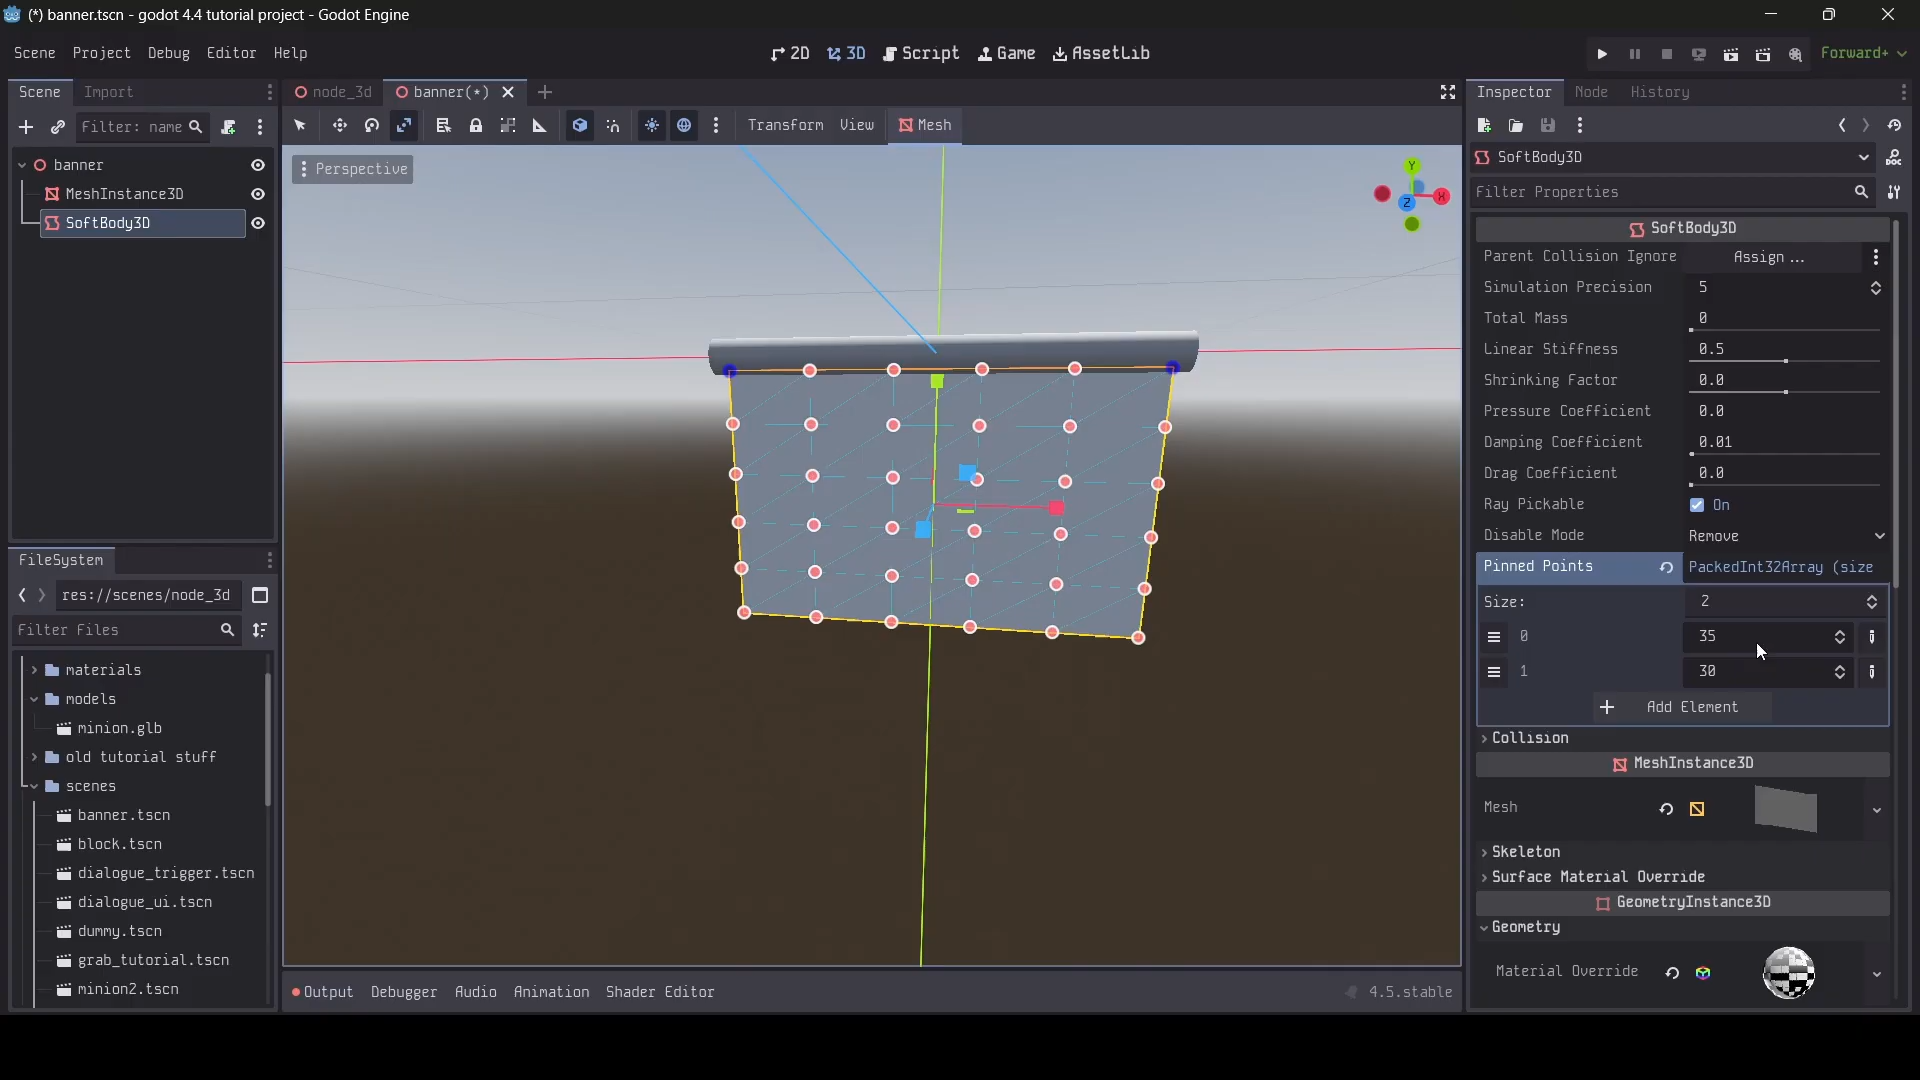 (*) banner.tscn - godot 4.4 tutorial project - Godot Engine
Scene Project Debug Editor Help
2D 3D Script Game AssetLib
Forward+
Scene Import
Filter: name
banner
MeshInstance3D
SoftBody3D
FileSystem
res://scenes/node_3d
Filter Files
materials
models
minion.glb
old tutorial stuff
scenes
banner.tscn
block.tscn
dialogue_trigger.tscn
dialogue_ui.tscn
dummy.tscn
grab_tutorial.tscn
minion2.tscn
node_3d banner(*)
Transform View Mesh
Perspective
Y
X
Z
Output Debugger Audio Animation Shader Editor
4.5.stable
Inspector Node History
SoftBody3D
DOC
Filter Properties
SoftBody3D
Parent Collision Ignore Assign ...
Simulation Precision 5
Total Mass 0
Linear Stiffness 0.5
Shrinking Factor 0.0
Pressure Coefficient 0.0
Damping Coefficient 0.01
Drag Coefficient 0.0
Ray Pickable On
Disable Mode Remove
Pinned Points PackedInt32Array (size
Size: 2
0 35
1 30
Add Element
Collision
MeshInstance3D
Mesh
Skeleton
Surface Material Override
GeometryInstance3D
Geometry
Material Override